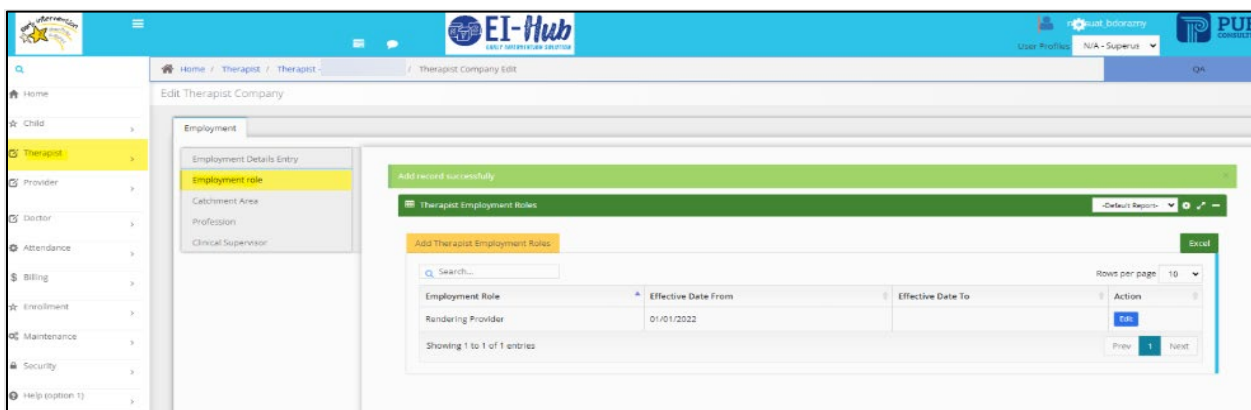 early intervention
EI-Hub
EARLY INTERVENTION SOLUTION
User Profiles N/A - Superus
PUB
CONSULTI
Home / Therapist / Therapist - / Therapist Company Edit
QA
Edit Therapist Company
Home
Child
Therapist
Provider
Doctor
Attendance
Billing
Enrollment
Maintenance
Security
Help (option 1)
Employment
Employment Details Entry
Employment role
Catchment Area
Profession
Clinical Supervisor
Add record successfully
Therapist Employment Roles
-Default Report-
Add Therapist Employment Roles
Excel
Search...
Rows per page 10
Employment Role Effective Date From Effective Date To Action
Rendering Provider 01/01/2022 Edit
Showing 1 to 1 of 1 entries
Prev 1 Next